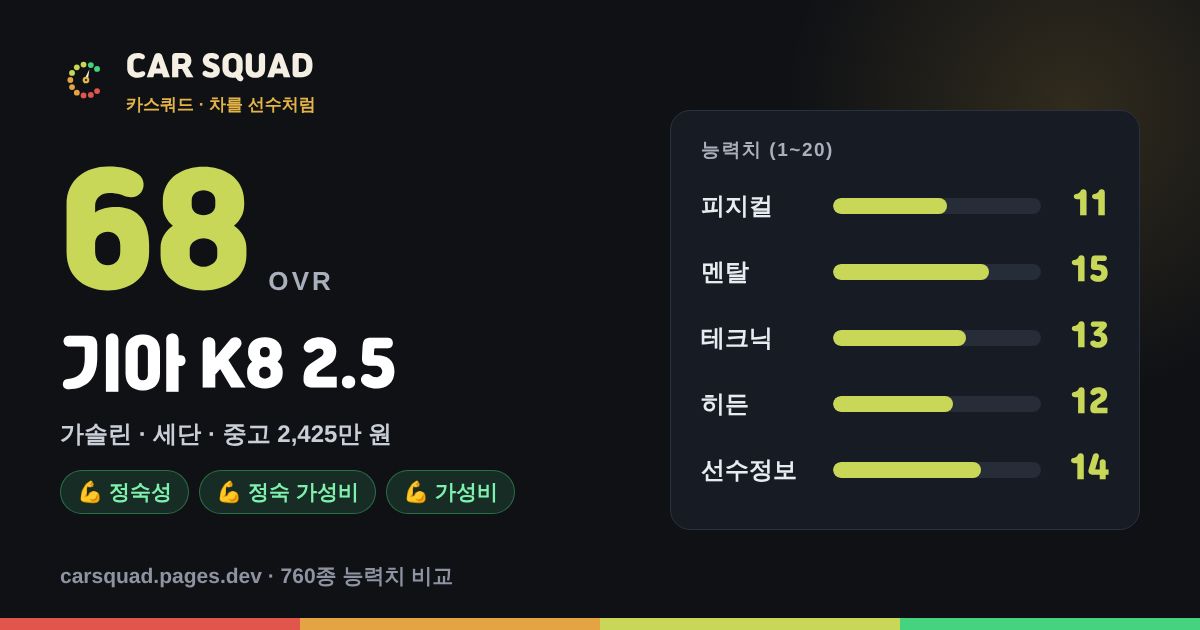 CAR SQUAD
카스쿼드 · 차를 선수처럼
68 OVR
기아 K8 2.5
가솔린 · 세단 · 중고 2,425만 원
💪 정숙성 💪 정숙 가성비 💪 가성비
carsquad.pages.dev · 760종 능력치 비교
능력치 (1~20)
피지컬 11
멘탈 15
테크닉 13
히든 12
선수정보 14